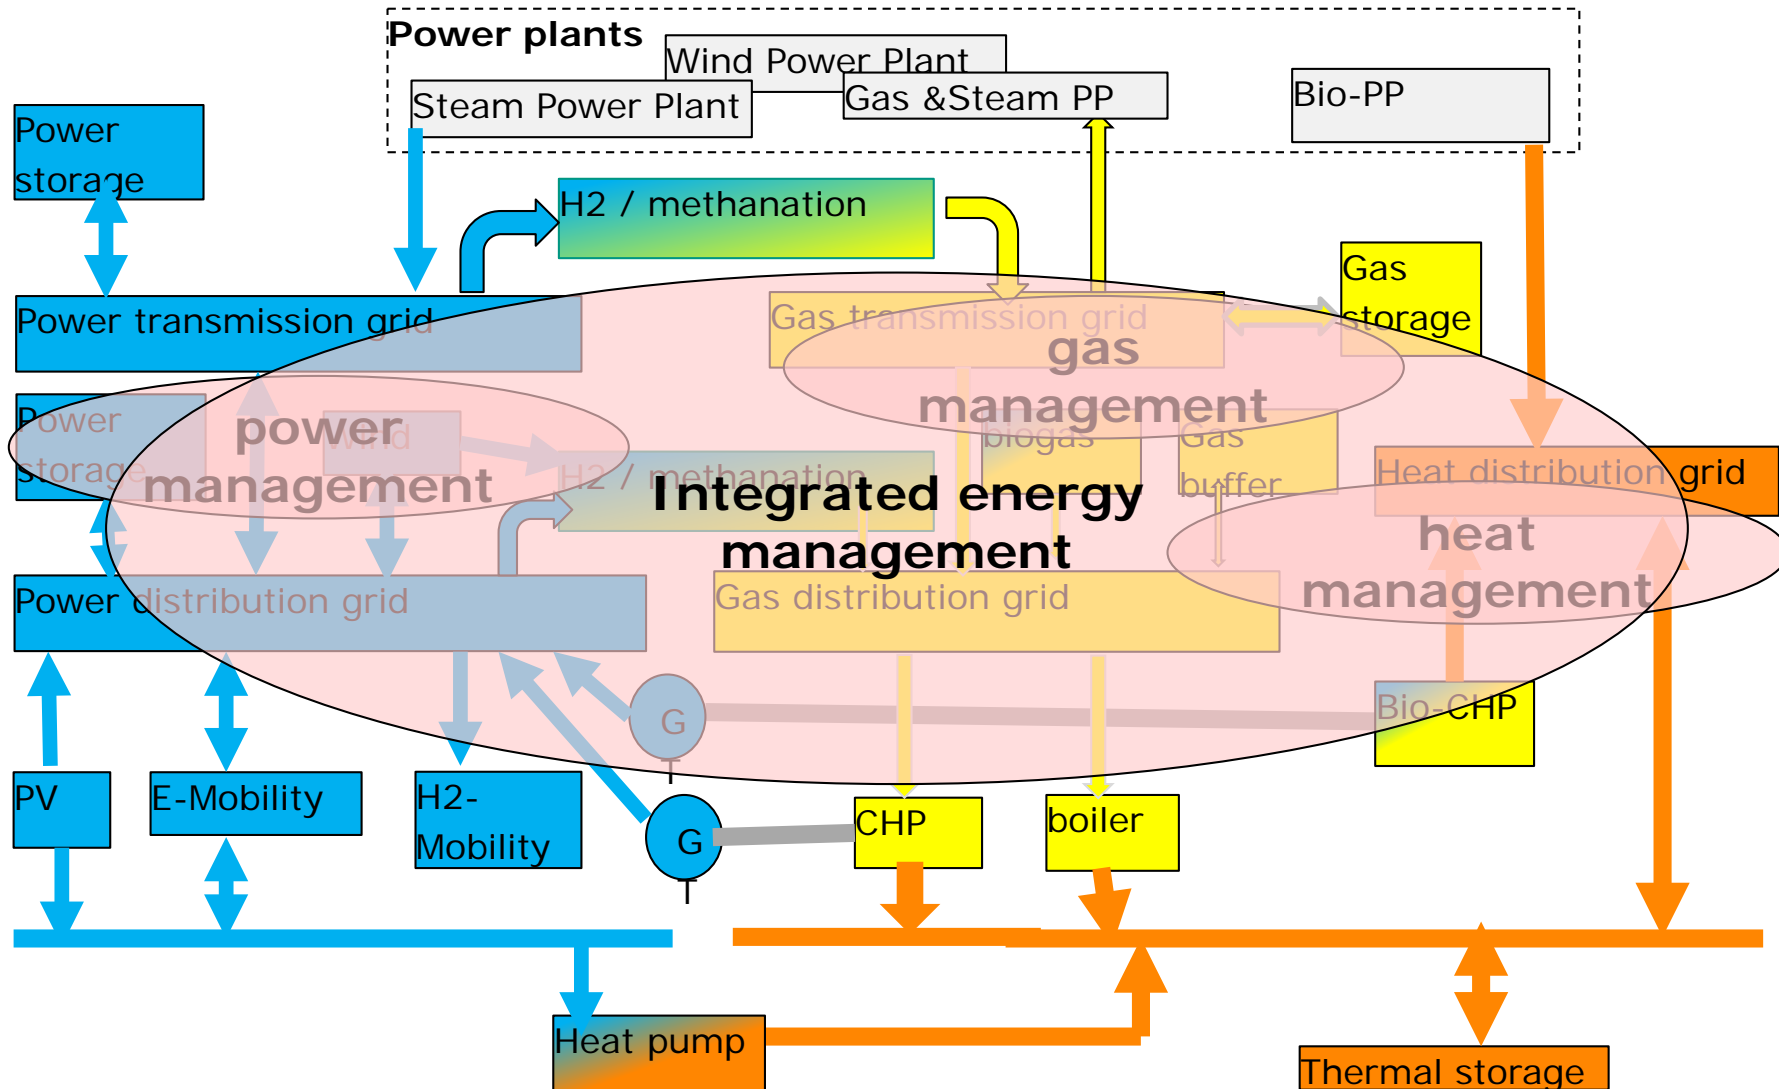 Power plants
Wind Power Plant
Steam Power Plant
Gas &Steam PP
Bio-PP
Power
storage
H2 / methanation
Gas
storage
Power transmission grid
Gas transmission grid
gas
management
Power
storage
power
management
wind
H2 / methanation
biogas
Gas
buffer
Heat distribution grid
Integrated energy
management
heat
management
Power distribution grid
Gas distribution grid
G
T
Bio-CHP
PV
E-Mobility
H2-
Mobility
G
T
CHP
boiler
Heat pump
Thermal storage